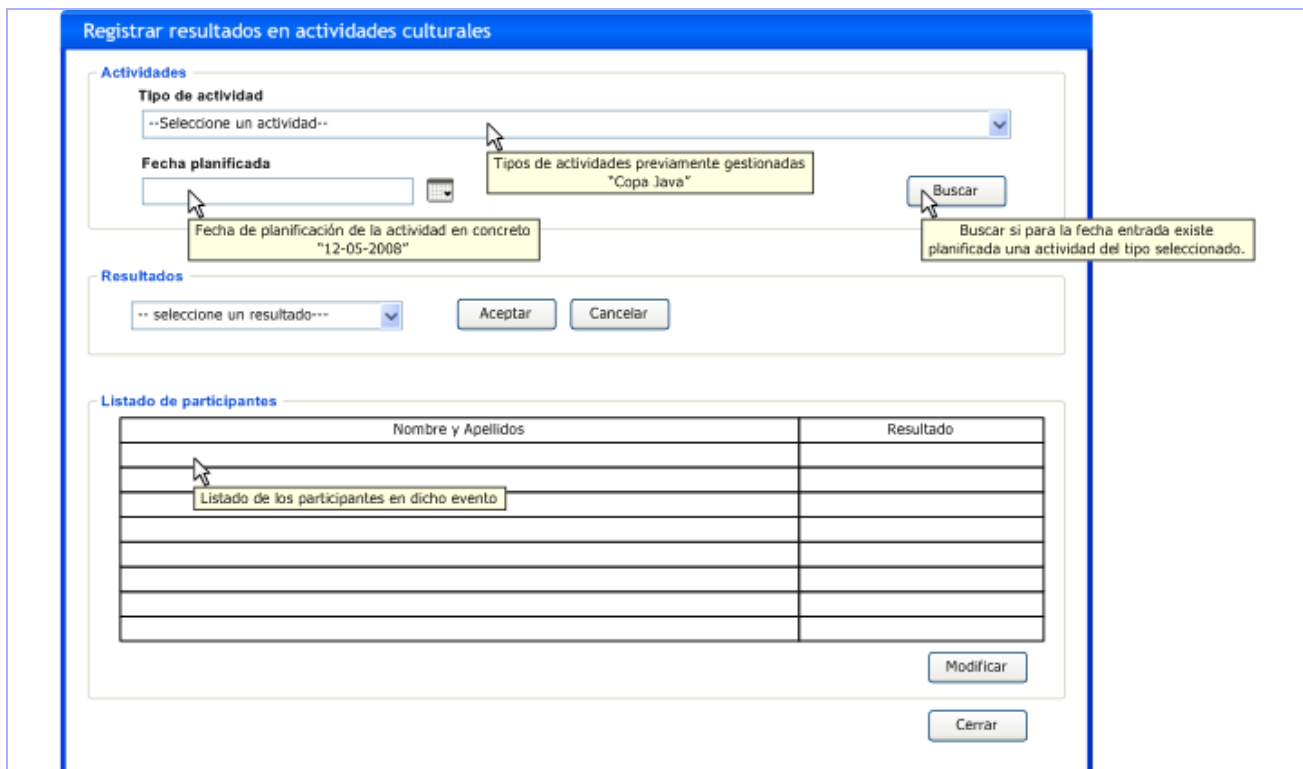 Registrar resultados en actividades culturales
Actividades
Tipo de actividad
--Seleccione un actividad--
Tipos de actividades previamente gestionadas
"Copa Java"
Fecha planificada
Buscar
Fecha de planificación de la actividad en concreto
"12-05-2008"
Buscar si para la fecha entrada existe
planificada una actividad del tipo seleccionado.
Resultados
-- seleccione un resultado---
Aceptar
Cancelar
Listado de participantes
Nombre y Apellidos
Resultado
Listado de los participantes en dicho evento
Modificar
Cerrar